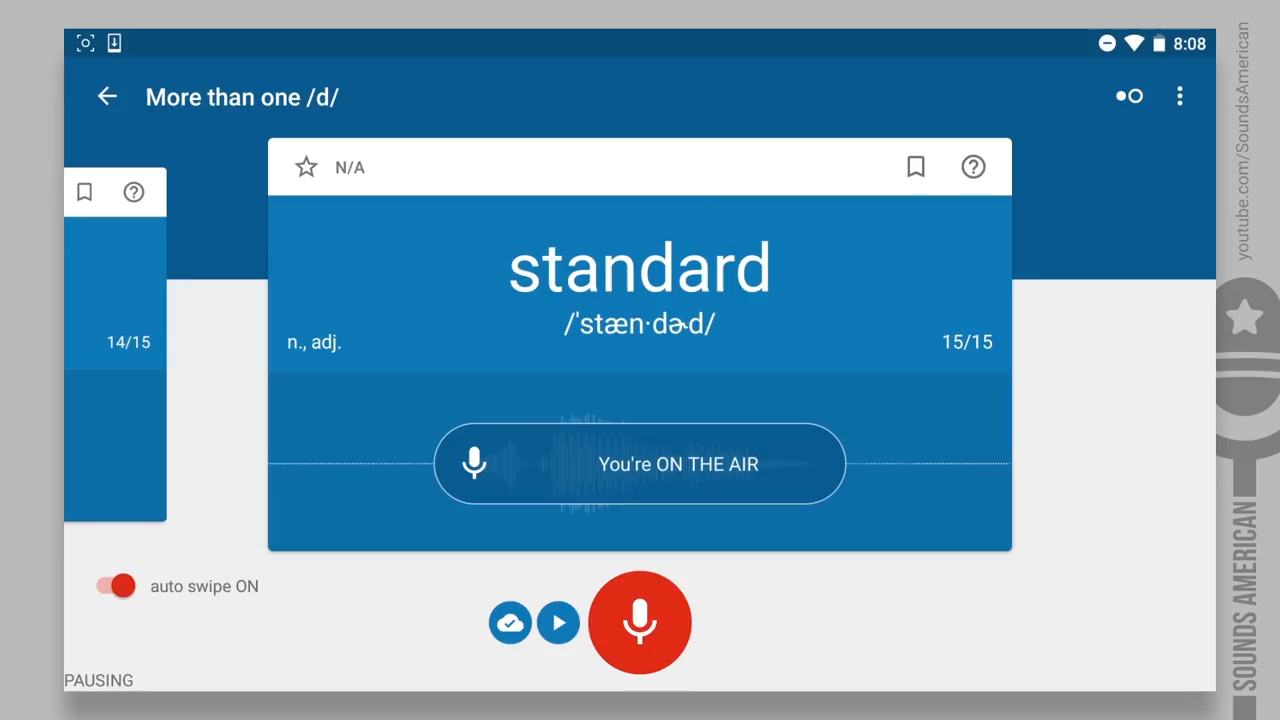 8:08
More than one /d/
N/A
standard
/ˈstæn·dɚd/
n., adj.
15/15
14/15
You're ON THE AIR
auto swipe ON
PAUSING
youtube.com/SoundsAmerican
SOUNDS AMERICAN